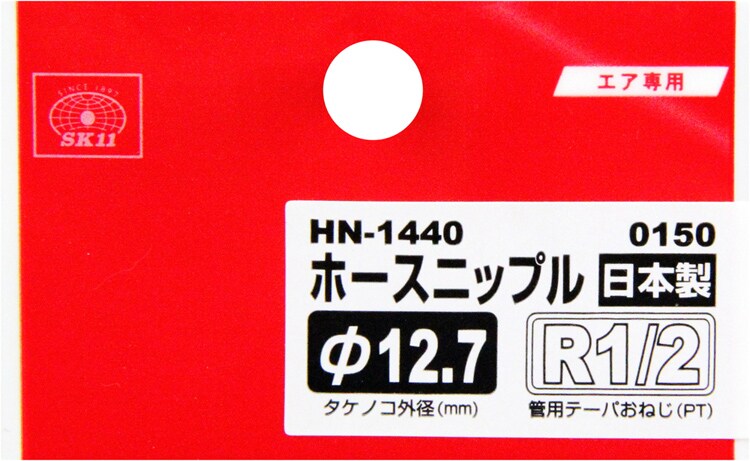 SINCE 1897
SK11
エア専用
HN-1440 0150
ホースニップル 日本製
φ12.7 R1/2
タケノコ外径(mm) 管用テーパおねじ(PT)